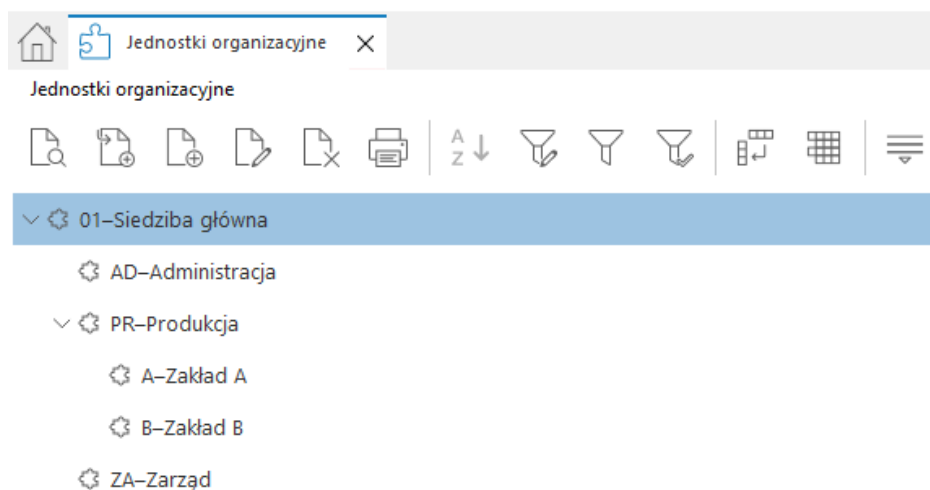 Jednostki organizacyjne
Jednostki organizacyjne
A
Z
01–Siedziba główna
AD–Administracja
PR–Produkcja
A–Zakład A
B–Zakład B
ZA–Zarząd